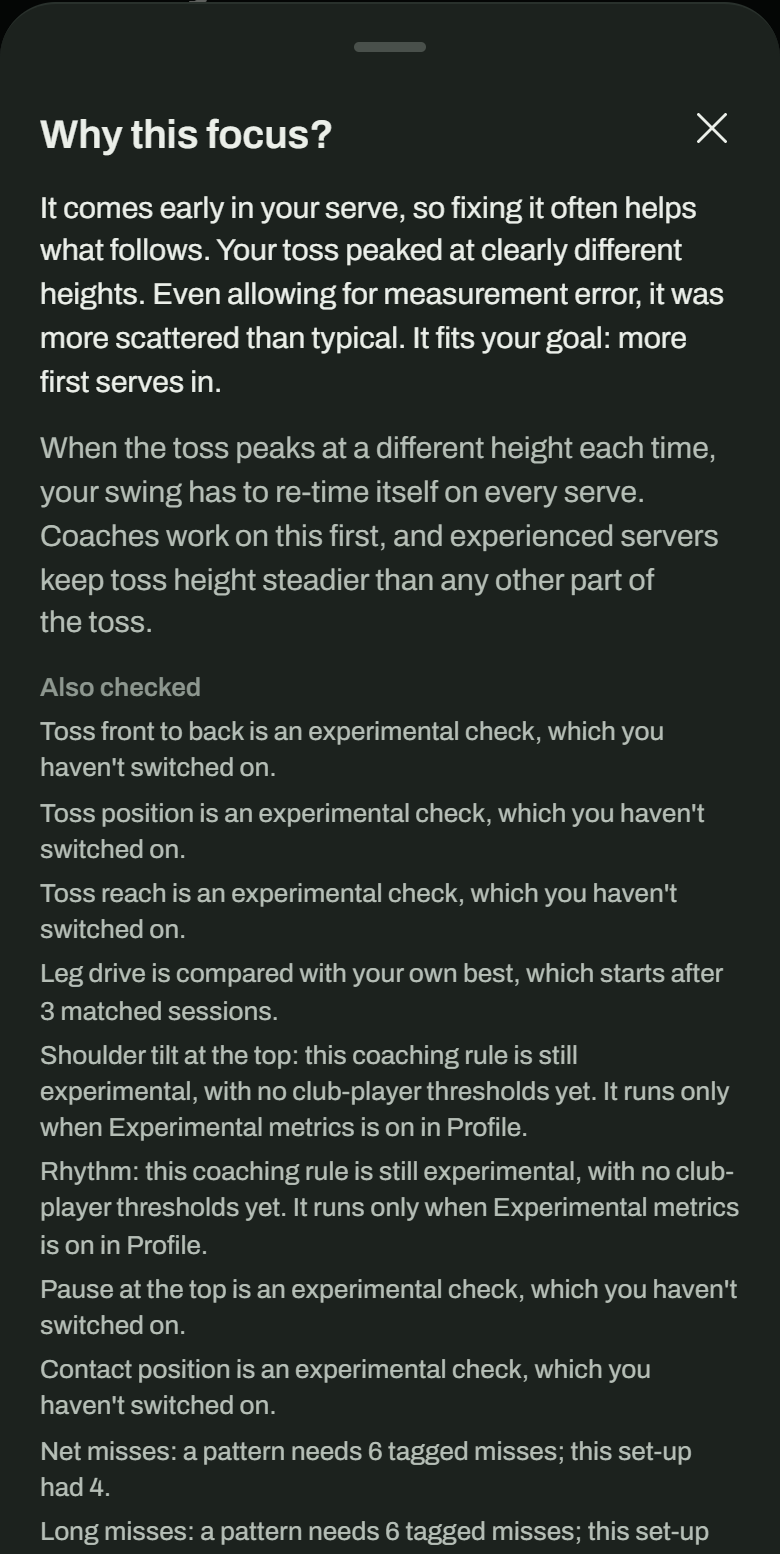 Why this focus?
It comes early in your serve, so fixing it often helps
what follows. Your toss peaked at clearly different
heights. Even allowing for measurement error, it was
more scattered than typical. It fits your goal: more
first serves in.
When the toss peaks at a different height each time,
your swing has to re-time itself on every serve.
Coaches work on this first, and experienced servers
keep toss height steadier than any other part of
the toss.
Also checked
Toss front to back is an experimental check, which you
haven't switched on.
Toss position is an experimental check, which you haven't
switched on.
Toss reach is an experimental check, which you haven't
switched on.
Leg drive is compared with your own best, which starts after
3 matched sessions.
Shoulder tilt at the top: this coaching rule is still
experimental, with no club-player thresholds yet. It runs only
when Experimental metrics is on in Profile.
Rhythm: this coaching rule is still experimental, with no club-
player thresholds yet. It runs only when Experimental metrics
is on in Profile.
Pause at the top is an experimental check, which you haven't
switched on.
Contact position is an experimental check, which you
haven't switched on.
Net misses: a pattern needs 6 tagged misses; this set-up
had 4.
Long misses: a pattern needs 6 tagged misses; this set-up